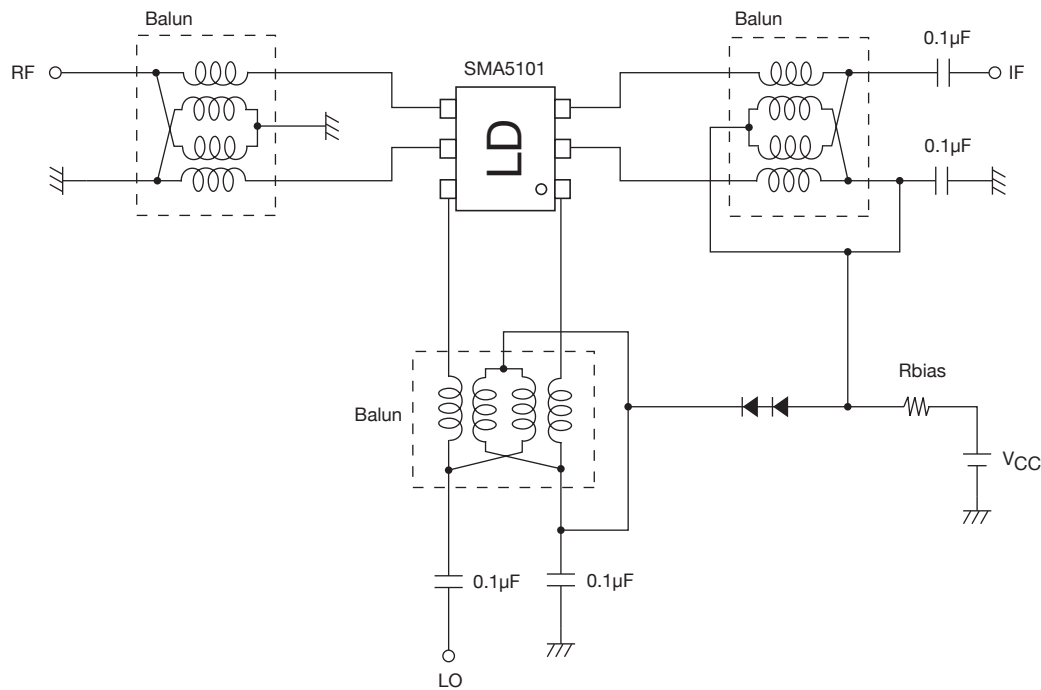 Balun
Balun
0.1µF
RF
IF
SMA5101
LD
0.1µF
Balun
Rbias
VCC
0.1µF
0.1µF
LO